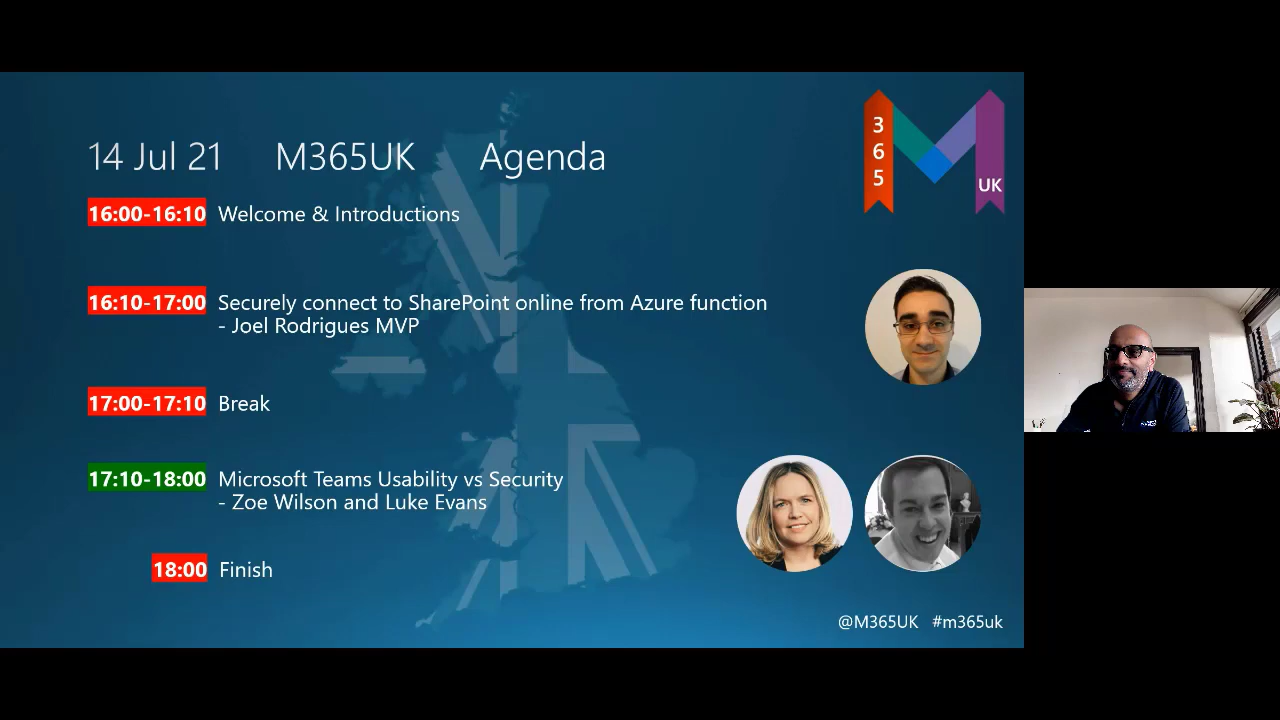 14 Jul 21 M365UK Agenda
3
6
5
UK
16:00-16:10 Welcome & Introductions
16:10-17:00 Securely connect to SharePoint online from Azure function
- Joel Rodrigues MVP
17:00-17:10 Break
17:10-18:00 Microsoft Teams Usability vs Security
- Zoe Wilson and Luke Evans
18:00 Finish
@M365UK #m365uk